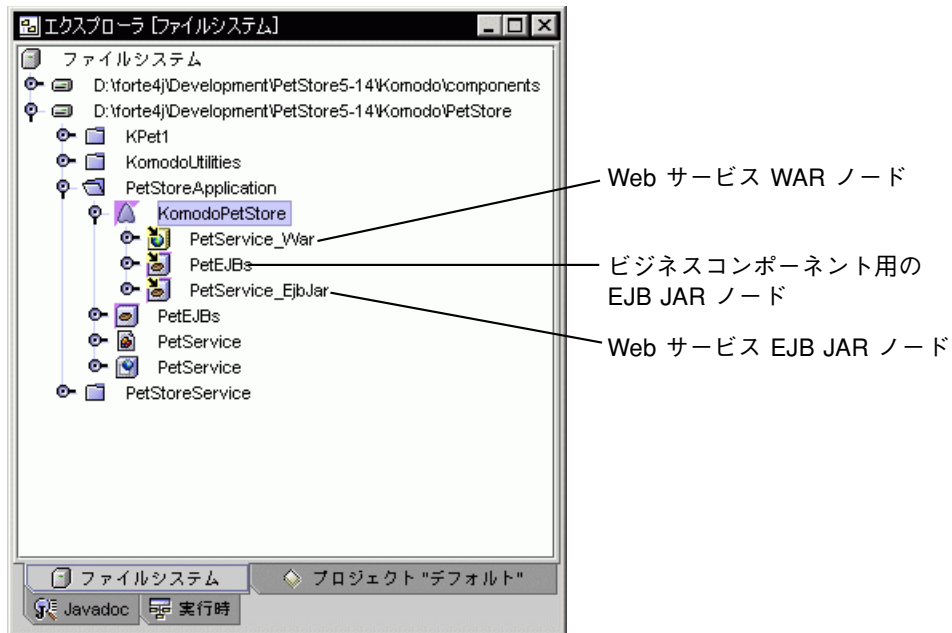 エクスプローラ [ファイルシステム]
ファイルシステム
D:\forte4j\Development\PetStore5-14\Komodo\components
D:\forte4j\Development\PetStore5-14\Komodo\PetStore
KPet1
KomodoUtilities
PetStoreApplication
KomodoPetStore
PetService_War
PetEJBs
PetService_EjbJar
PetEJBs
PetService
PetService
PetStoreService
Web サービス WAR ノード
ビジネスコンポーネント用の
EJB JAR ノード
Web サービス EJB JAR ノード
ファイルシステム
プロジェクト "デフォルト"
Javadoc
実行時